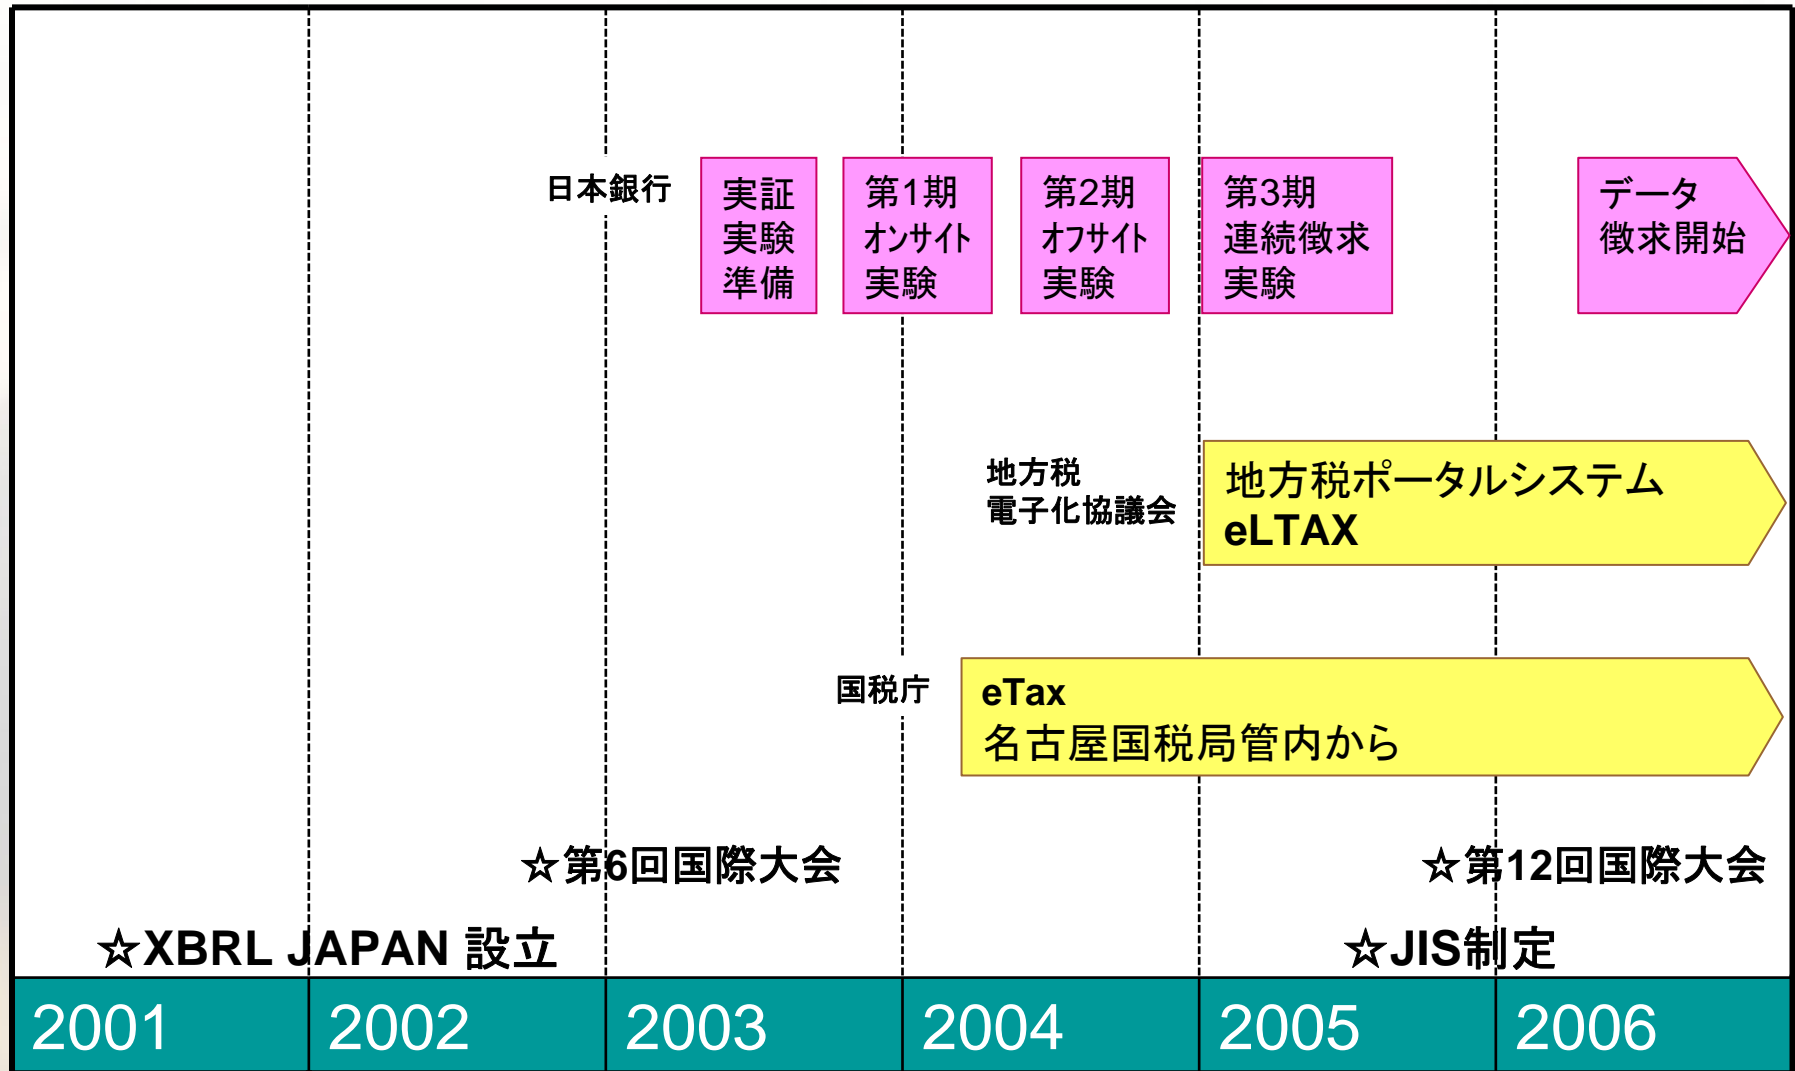 日本銀行
実証
実験
準備
第1期
オンサイト
実験
第2期
オフサイト
実験
第3期
連続徴求
実験
データ
徴求開始
地方税
電子化協議会
地方税ポータルシステム
eLTAX
国税庁
eTax
名古屋国税局管内から
☆第6回国際大会
☆第12回国際大会
☆XBRL JAPAN 設立
☆JIS制定
2001
2002
2003
2004
2005
2006